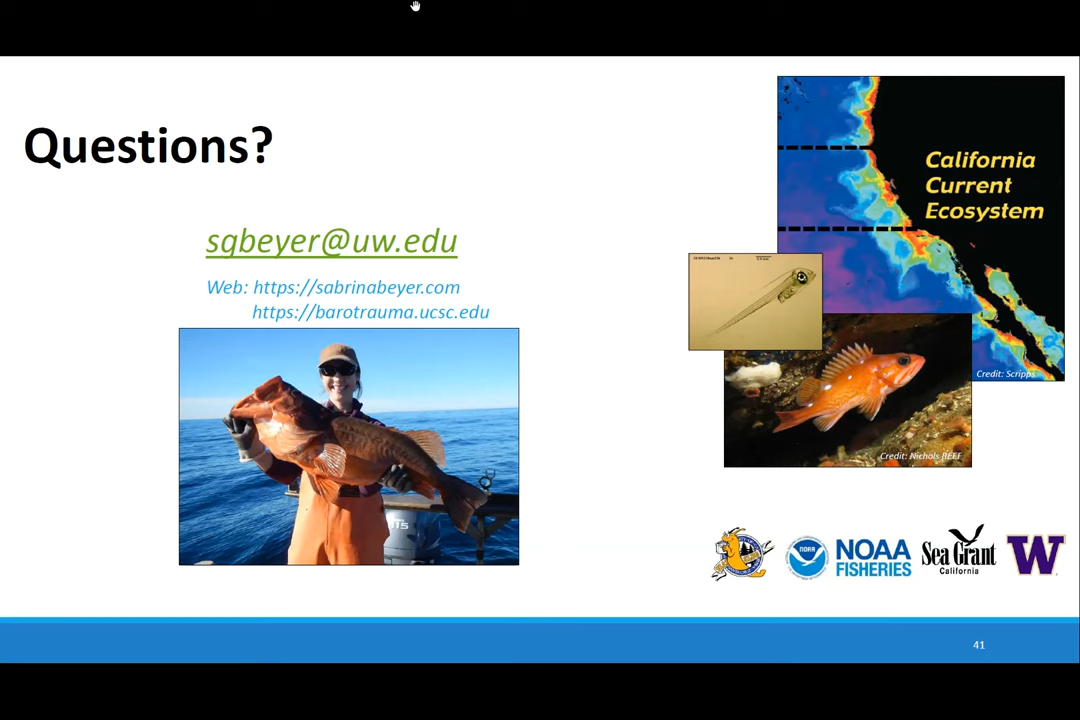 Questions?
sgbeyer@uw.edu
Web: https://sabrinabeyer.com
https://barotrauma.ucsc.edu
California
Current
Ecosystem
Credit: Scripps
Credit: Nichols REEF
NOAA
NOAA
FISHERIES
Sea Grant
California
W
41